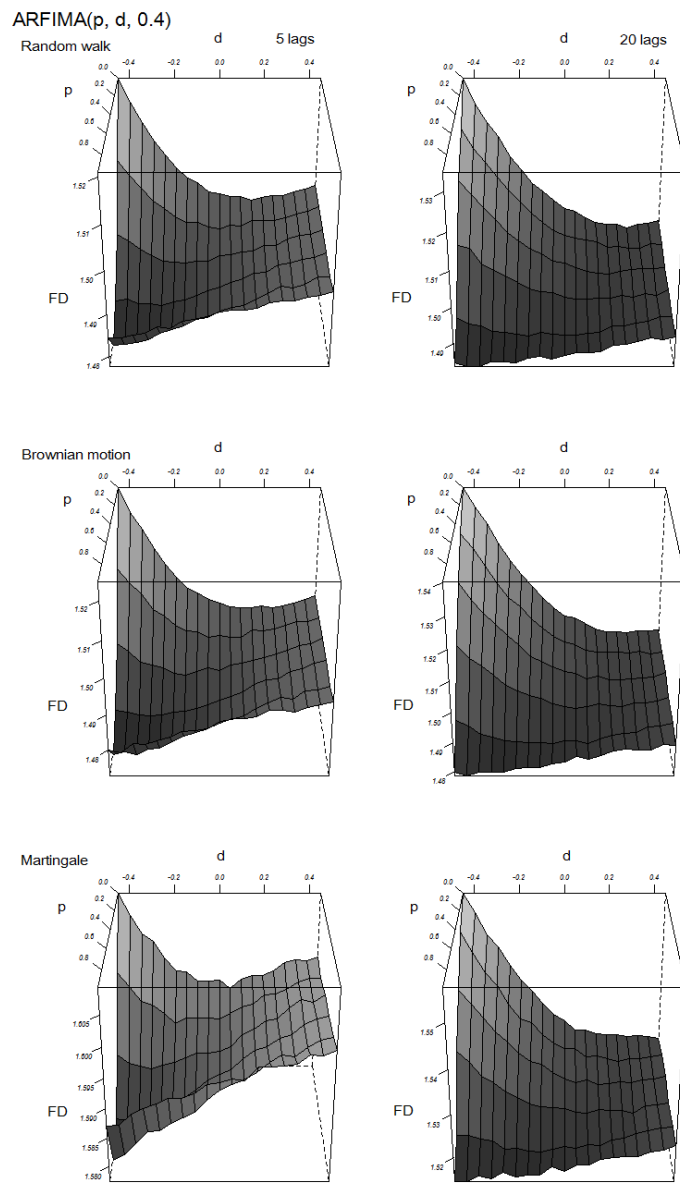 ARFIMA(p, d, 0.4)
Random walk
d 5 lags
d 20 lags
-0.4 -0.2 0.0 0.2 0.4
-0.4 -0.2 0.0 0.2 0.4
p
0.0
0.2
0.4
0.6
0.8
p
0.0
0.2
0.4
0.6
0.8
1.52
1.51
1.50
1.49
1.48
FD
1.53
1.52
1.51
1.50
1.49
FD
Brownian motion
d
d
-0.4 -0.2 0.0 0.2 0.4
-0.4 -0.2 0.0 0.2 0.4
p
0.0
0.2
0.4
0.6
0.8
p
0.0
0.2
0.4
0.6
0.8
1.52
1.51
1.50
1.49
1.48
FD
1.54
1.53
1.52
1.51
1.50
1.49
1.48
FD
Martingale
d
d
-0.4 -0.2 0.0 0.2 0.4
-0.4 -0.2 0.0 0.2 0.4
p
0.0
0.2
0.4
0.6
0.8
p
0.0
0.2
0.4
0.6
0.8
1.605
1.600
1.595
1.590
1.585
1.580
FD
1.55
1.54
1.53
1.52
FD